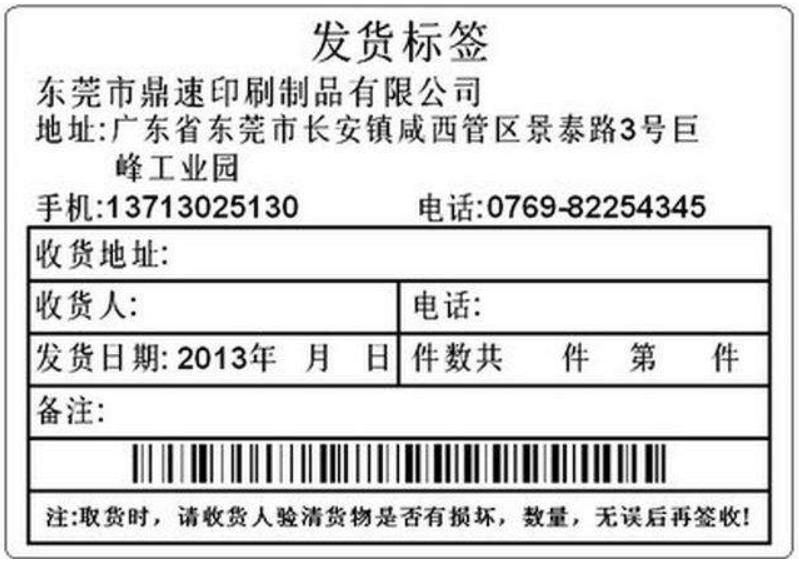 发货标签
东莞市鼎速印刷制品有限公司
地址:广东省东莞市长安镇咸西管区景泰路3号巨
峰工业园
手机:13713025130 电话:0769-82254345
收货地址:
收货人: 电话:
发货日期: 2013年 月 日 件数共 件 第 件
备注:
注:取货时，请收货人验清货物是否有损坏，数量，无误后再签收!